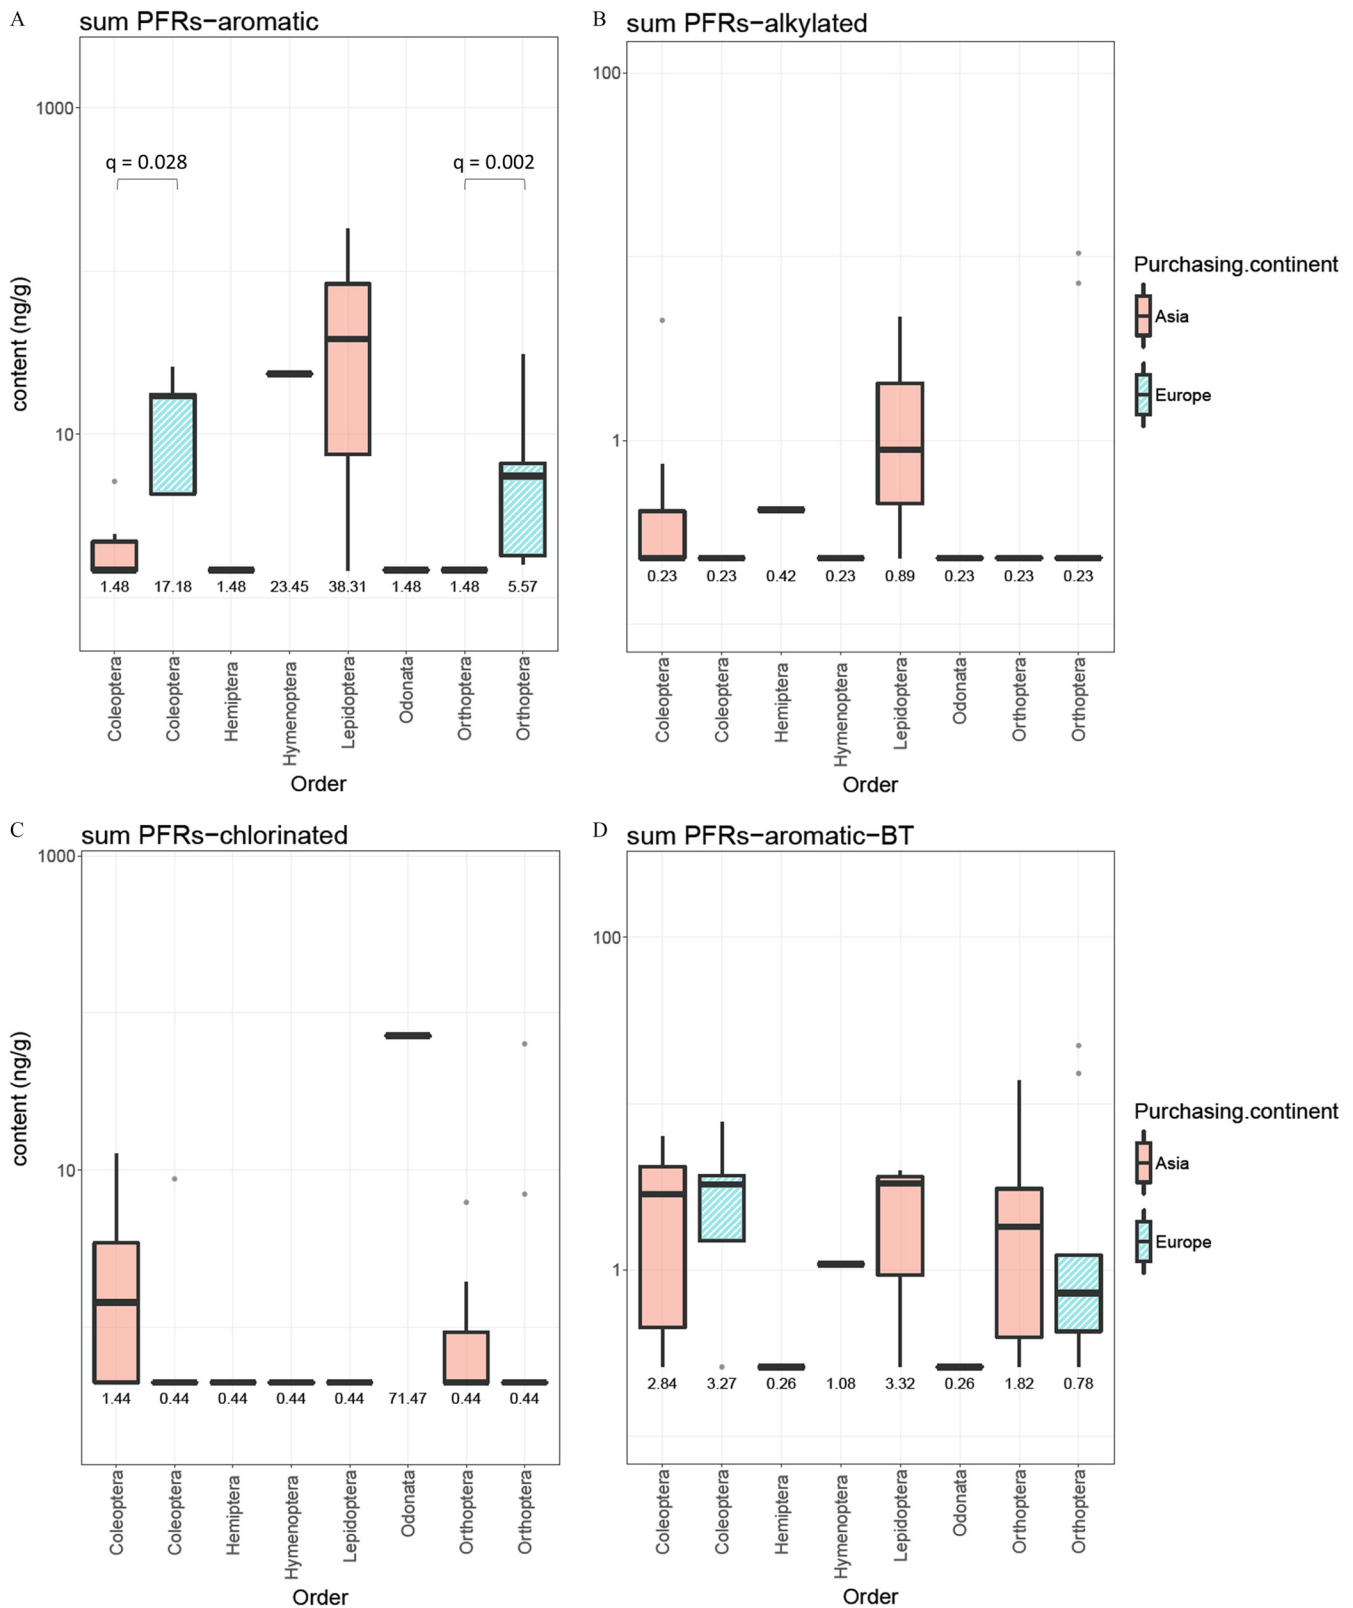 A
sum PFRs−aromatic
content (ng/g)
1000
10
q = 0.028
q = 0.002
1.48 17.18 1.48 23.45 38.31 1.48 1.48 5.57
Coleoptera Coleoptera Hemiptera Hymenoptera Lepidoptera Odonata Orthoptera Orthoptera
Order
B
sum PFRs−alkylated
100
1
0.23 0.23 0.42 0.23 0.89 0.23 0.23 0.23
Coleoptera Coleoptera Hemiptera Hymenoptera Lepidoptera Odonata Orthoptera Orthoptera
Order
Purchasing.continent
Asia
Europe
C
sum PFRs−chlorinated
content (ng/g)
1000
10
1.44 0.44 0.44 0.44 0.44 71.47 0.44 0.44
Coleoptera Coleoptera Hemiptera Hymenoptera Lepidoptera Odonata Orthoptera Orthoptera
Order
D
sum PFRs−aromatic−BT
100
1
2.84 3.27 0.26 1.08 3.32 0.26 1.82 0.78
Coleoptera Coleoptera Hemiptera Hymenoptera Lepidoptera Odonata Orthoptera Orthoptera
Order
Purchasing.continent
Asia
Europe